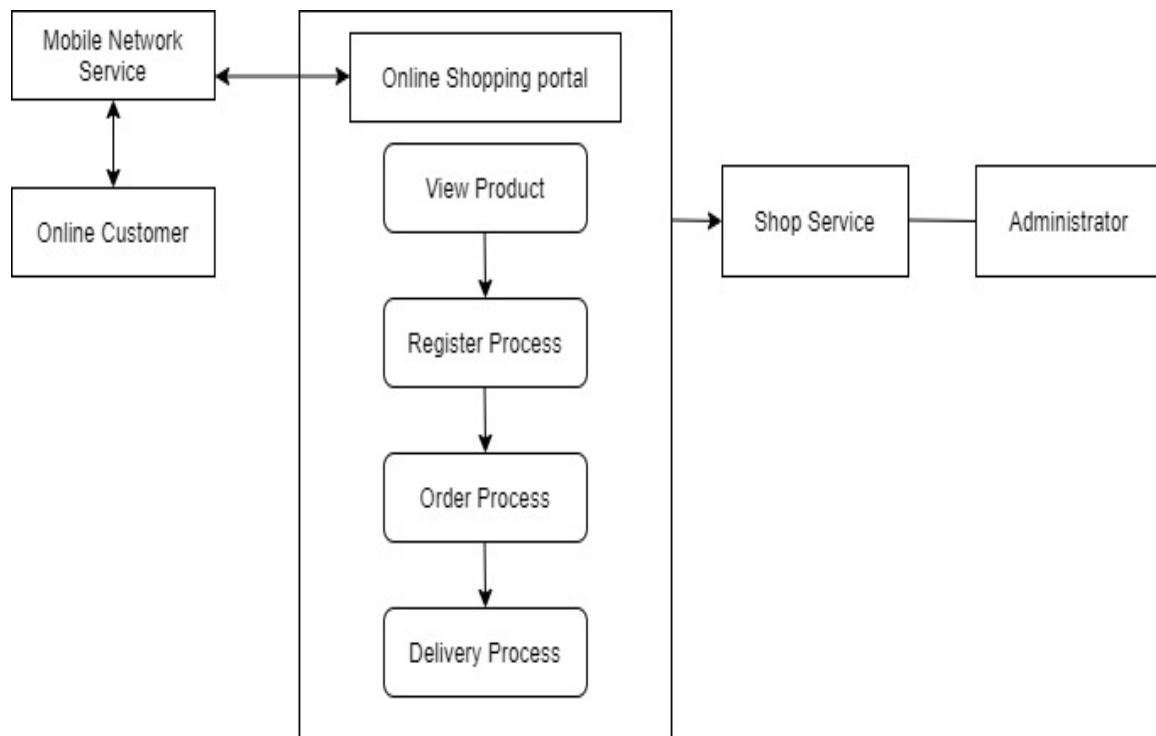 Mobile Network
Service
Online Shopping portal
View Product
Online Customer
Shop Service
Administrator
Register Process
Order Process
Delivery Process